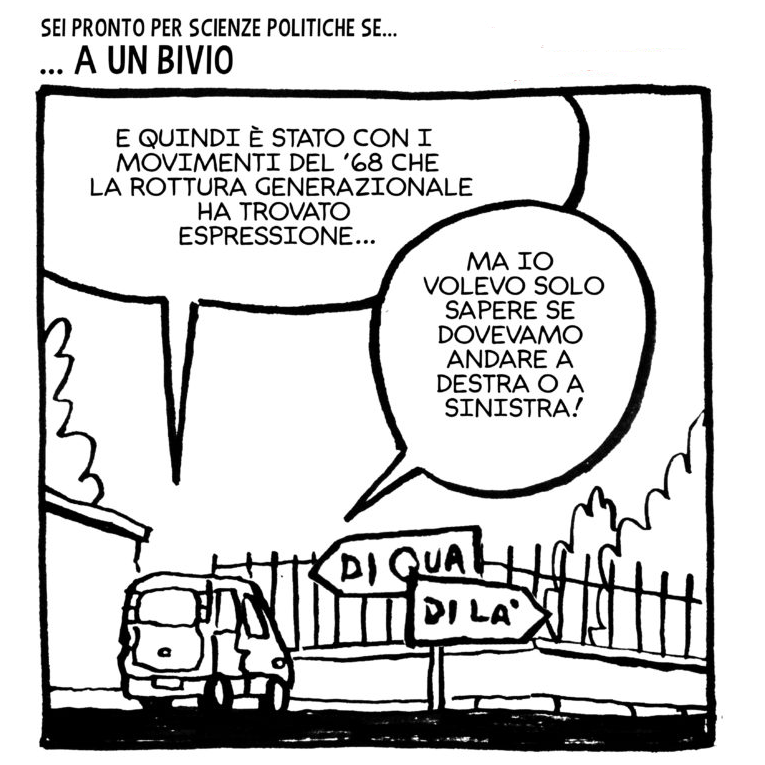 SEI PRONTO PER SCIENZE POLITICHE SE...
... A UN BIVIO
E QUINDI È STATO CON I
MOVIMENTI DEL '68 CHE
LA ROTTURA GENERAZIONALE
HA TROVATO
ESPRESSIONE...
MA IO
VOLEVO SOLO
SAPERE SE
DOVEVAMO
ANDARE A
DESTRA O A
SINISTRA!
DI QUA
DI LA'